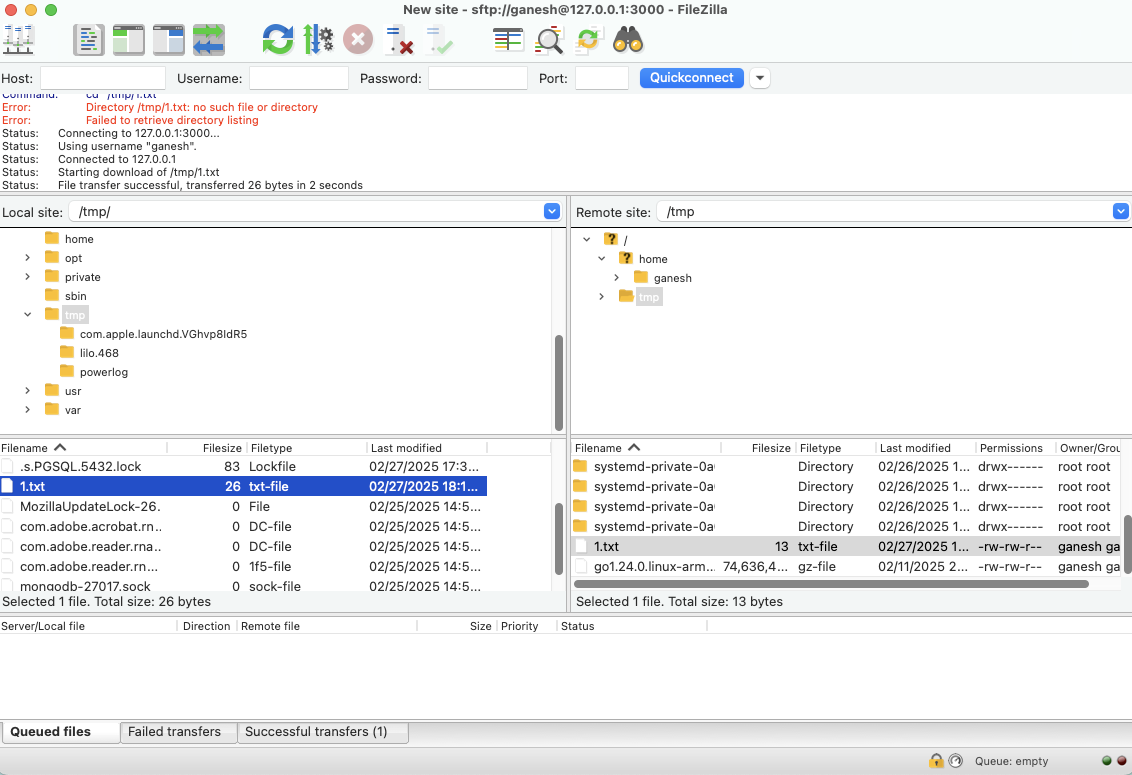 New site - sftp://ganesh@127.0.0.1:3000 - FileZilla
Host: Username: Password: Port: Quickconnect
Command: cd "/tmp/1.txt"
Error: Directory /tmp/1.txt: no such file or directory
Error: Failed to retrieve directory listing
Status: Connecting to 127.0.0.1:3000...
Status: Using username "ganesh".
Status: Connected to 127.0.0.1
Status: Starting download of /tmp/1.txt
Status: File transfer successful, transferred 26 bytes in 2 seconds
Local site: /tmp/
home
opt
private
sbin
tmp
com.apple.launchd.VGhvp8IdR5
lilo.468
powerlog
usr
var
Filename Filesize Filetype Last modified
.s.PGSQL.5432.lock 83 Lockfile 02/27/2025 17:3...
1.txt 26 txt-file 02/27/2025 18:1...
MozillaUpdateLock-26. 0 File 02/25/2025 14:5...
com.adobe.acrobat.rn.. 0 DC-file 02/25/2025 14:5...
com.adobe.reader.rna.. 0 DC-file 02/25/2025 14:5...
com.adobe.reader.rn... 0 1f5-file 02/25/2025 14:5...
mongodb-27017.sock 0 sock-file 02/25/2025 14:5...
Selected 1 file. Total size: 26 bytes
Remote site: /tmp
/
home
ganesh
tmp
Filename Filesize Filetype Last modified Permissions Owner/Grou
systemd-private-0a Directory 02/26/2025 1... drwx------ root root
systemd-private-0a Directory 02/26/2025 1... drwx------ root root
systemd-private-0a Directory 02/26/2025 1... drwx------ root root
systemd-private-0a Directory 02/26/2025 1... drwx------ root root
1.txt 13 txt-file 02/27/2025 1... -rw-rw-r-- ganesh ga
go1.24.0.linux-arm... 74,636,4... gz-file 02/11/2025 2... -rw-rw-r-- ganesh ga
Selected 1 file. Total size: 13 bytes
Server/Local file Direction Remote file Size Priority Status
Queued files Failed transfers Successful transfers (1)
Queue: empty